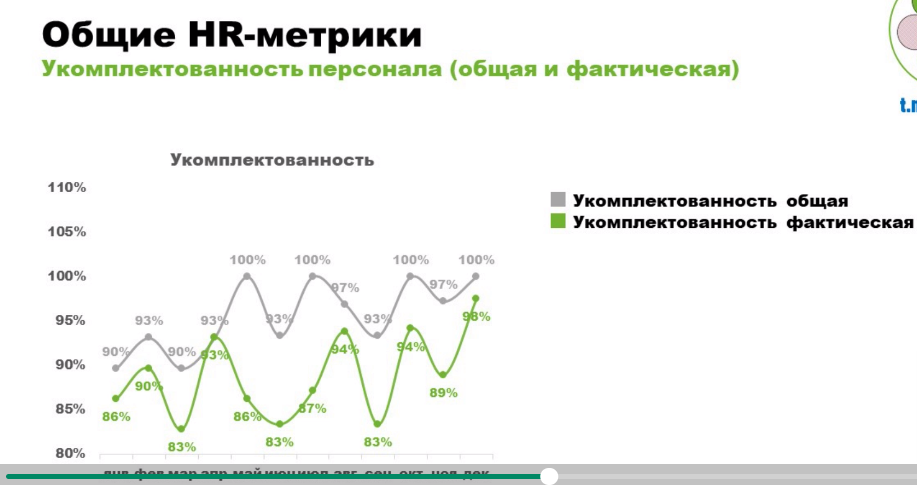 Общие HR-метрики
Укомплектованность персонала (общая и фактическая)
Укомплектованность
Укомплектованность общая
Укомплектованность фактическая
110%
105%
100%
95%
90%
85%
80%
90% 93% 90% 93% 100% 93% 100% 97% 93% 100% 97% 100%
86% 90% 83% 93% 86% 83% 87% 94% 83% 94% 89% 98%
янв фев мар апр май июн июл авг сен окт ноя дек